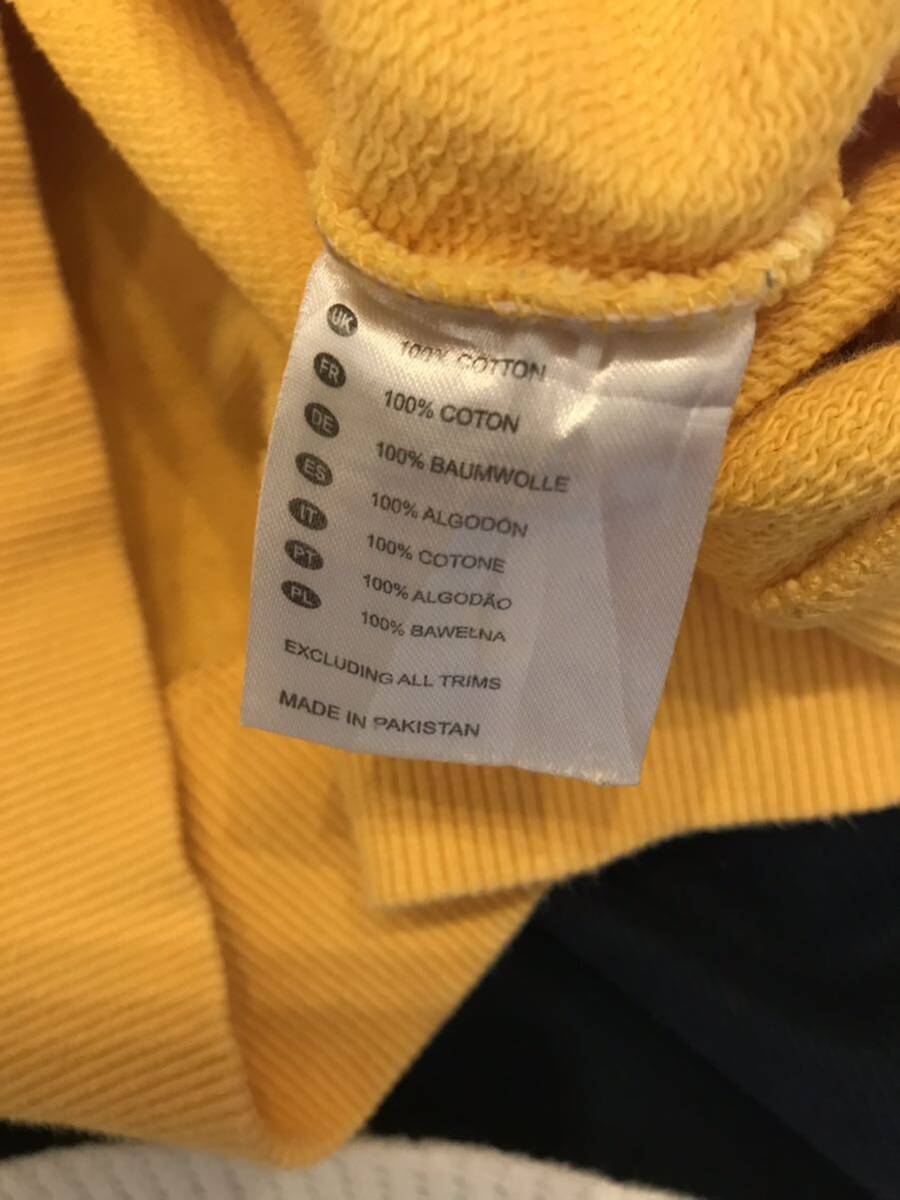 UK 100% COTTON
FR 100% COTON
DE 100% BAUMWOLLE
ES 100% ALGODÓN
IT 100% COTONE
PT 100% ALGODÃO
PL 100% BAWEŁNA
EXCLUDING ALL TRIMS
MADE IN PAKISTAN